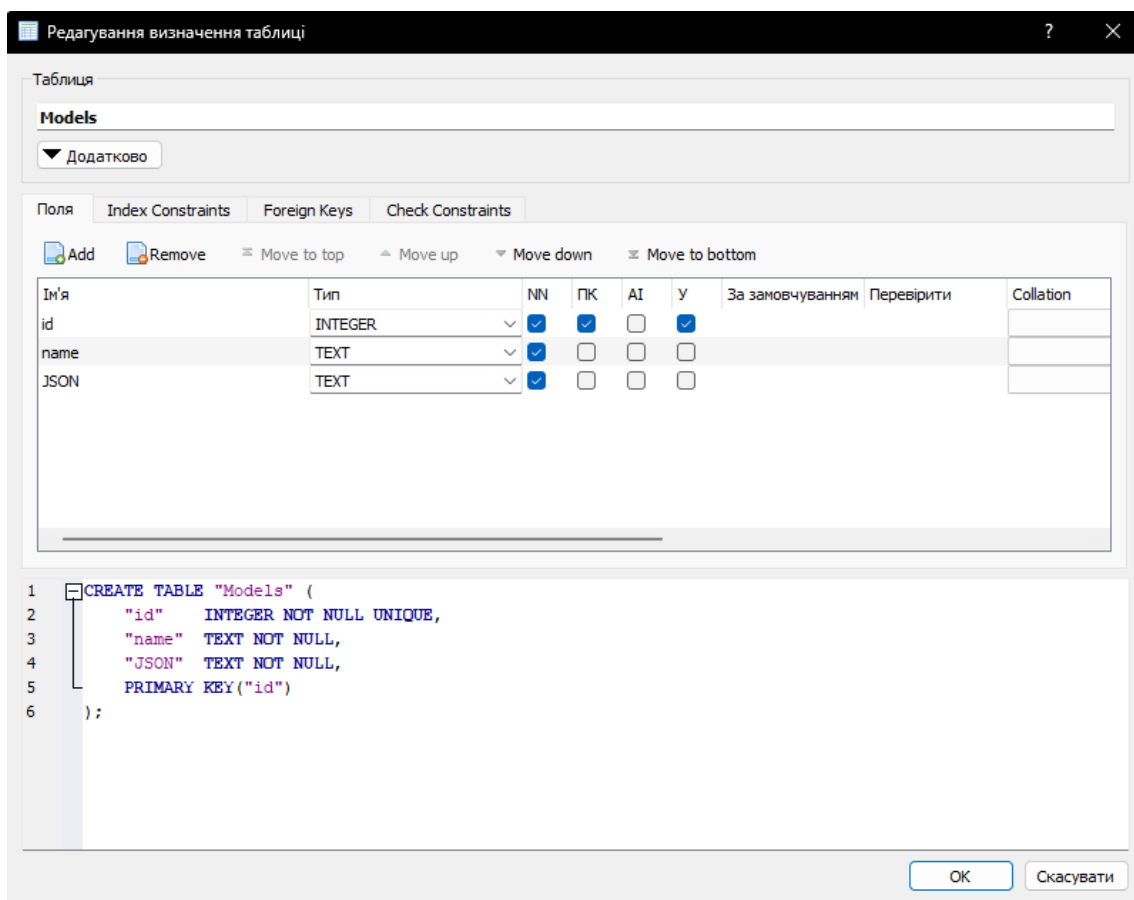 Редагування визначення таблиці ?
Таблиця
Models
Додатково
Поля Index Constraints Foreign Keys Check Constraints
Add Remove Move to top Move up Move down Move to bottom
Ім'я Тип NN ПК AI У За замовчуванням Перевірити Collation
id INTEGER
name TEXT
JSON TEXT
1 CREATE TABLE "Models" (
2 "id" INTEGER NOT NULL UNIQUE,
3 "name" TEXT NOT NULL,
4 "JSON" TEXT NOT NULL,
5 PRIMARY KEY("id")
6 );
OK Скасувати